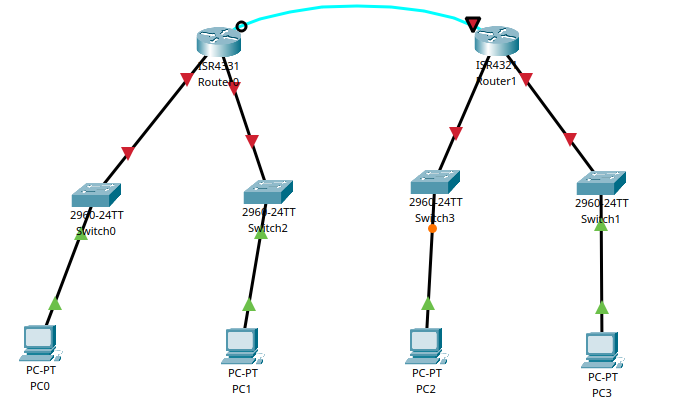 ISR4331
Router0
ISR4321
Router1
2960-24TT
Switch0
2960-24TT
Switch2
2960-24TT
Switch3
2960-24TT
Switch1
PC-PT
PC0
PC-PT
PC1
PC-PT
PC2
PC-PT
PC3